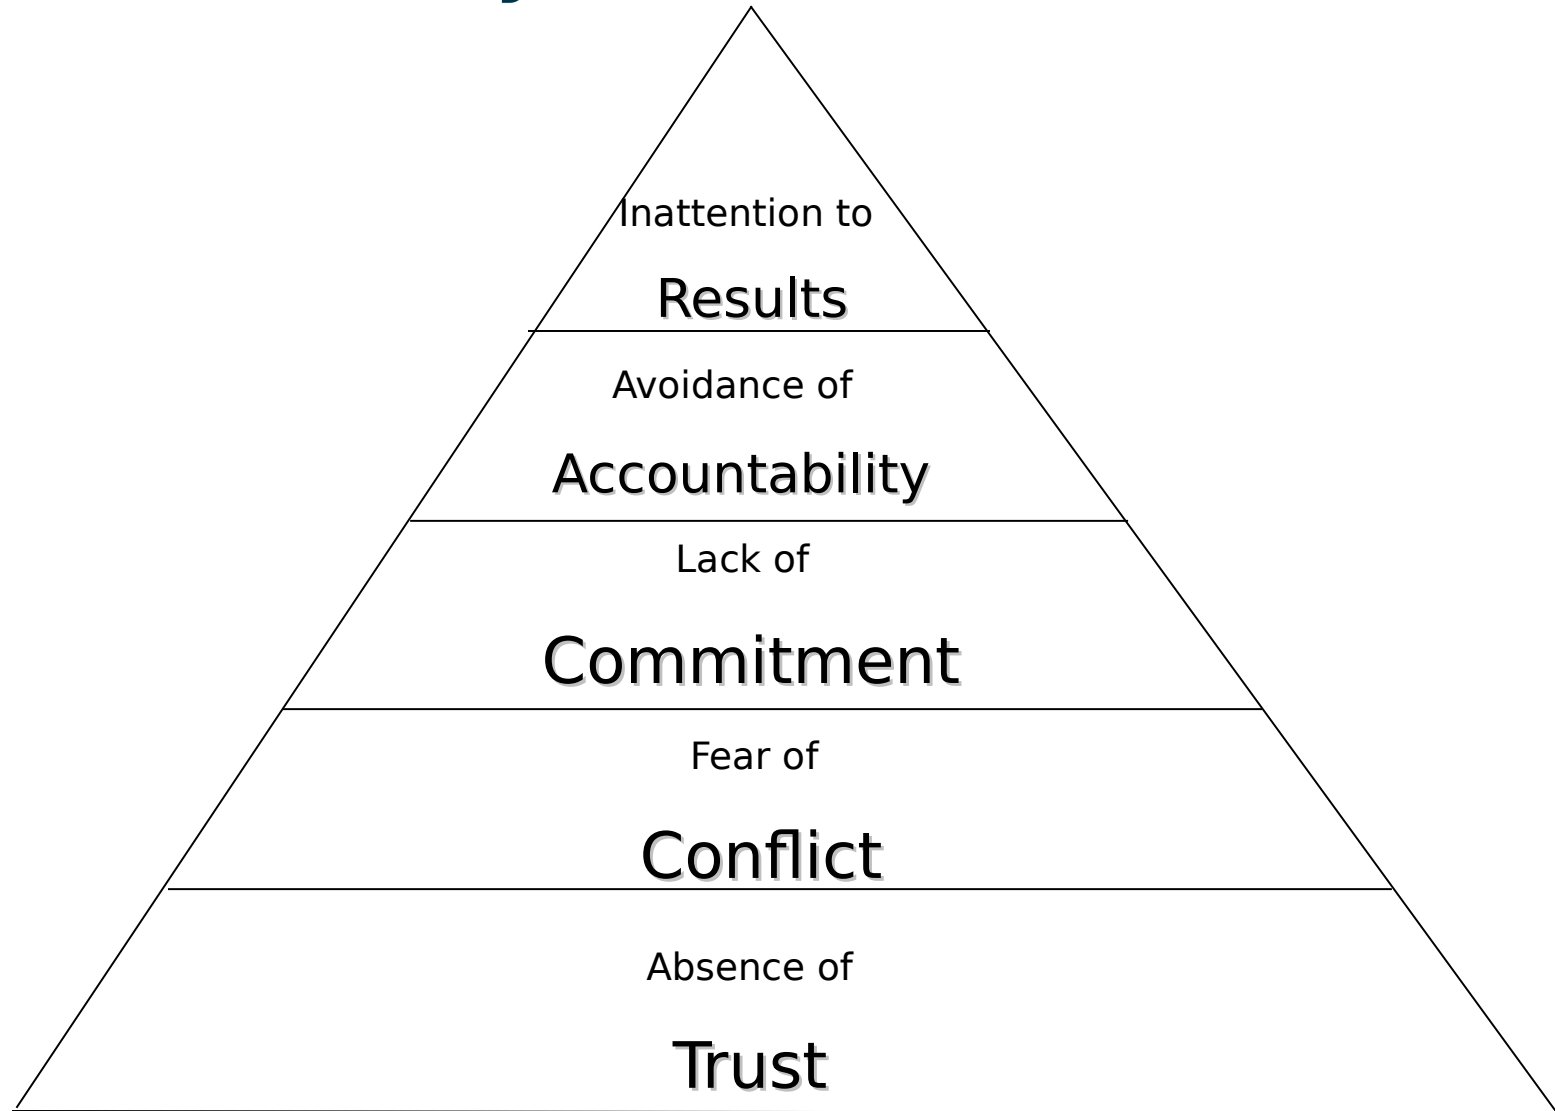 Inattention to
Results
Avoidance of
Accountability
Lack of
Commitment
Fear of
Conflict
Absence of
Trust